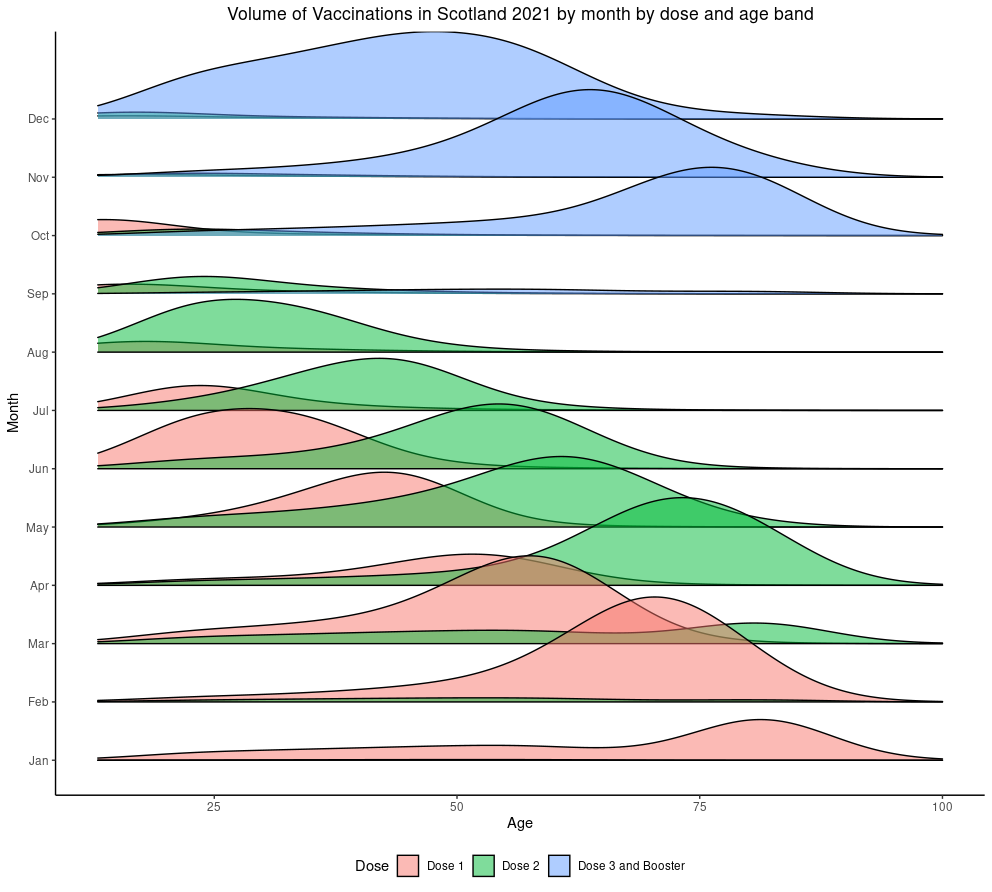 Volume of Vaccinations in Scotland 2021 by month by dose and age band
Dec
Nov
Oct
Sep
Aug
Jul
Jun
May
Apr
Mar
Feb
Jan
Month
25 50 75 100
Age
Dose Dose 1 Dose 2 Dose 3 and Booster